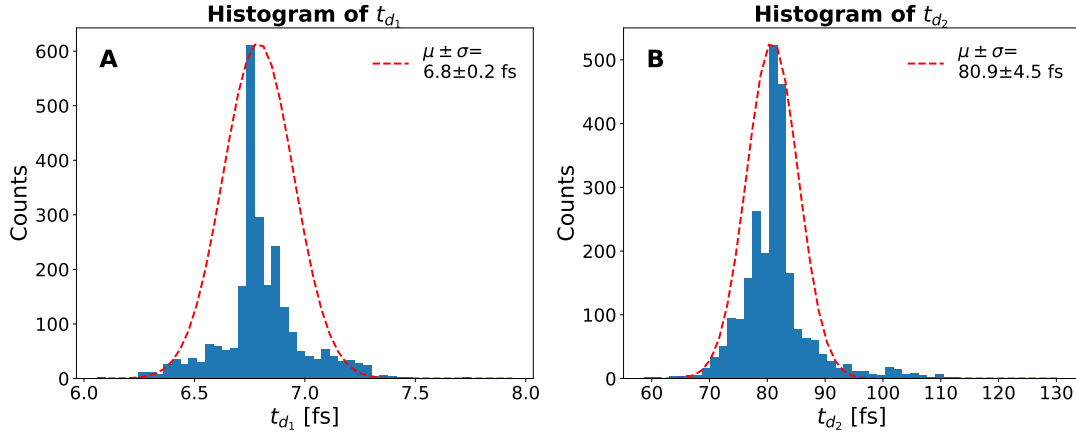 Histogram of t_{d_1}
A
μ ± σ=
6.8±0.2 fs
Counts
600
500
400
300
200
100
0
6.0 6.5 7.0 7.5 8.0
t_{d_1} [fs]
Histogram of t_{d_2}
B
μ ± σ=
80.9±4.5 fs
Counts
500
400
300
200
100
0
60 70 80 90 100 110 120 130
t_{d_2} [fs]